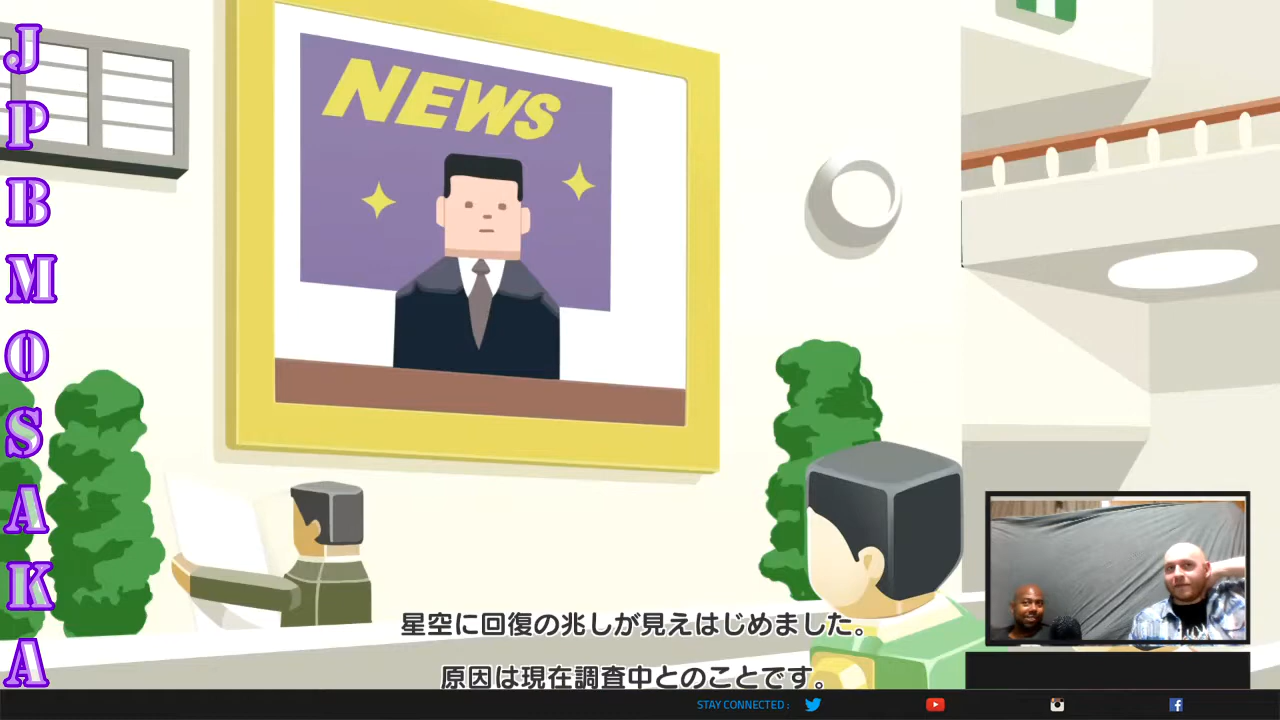 JPBMOSAKA
NEWS
星空に回復の兆しが見えはじめました。
原因は現在調査中とのことです。
STAY CONNECTED :